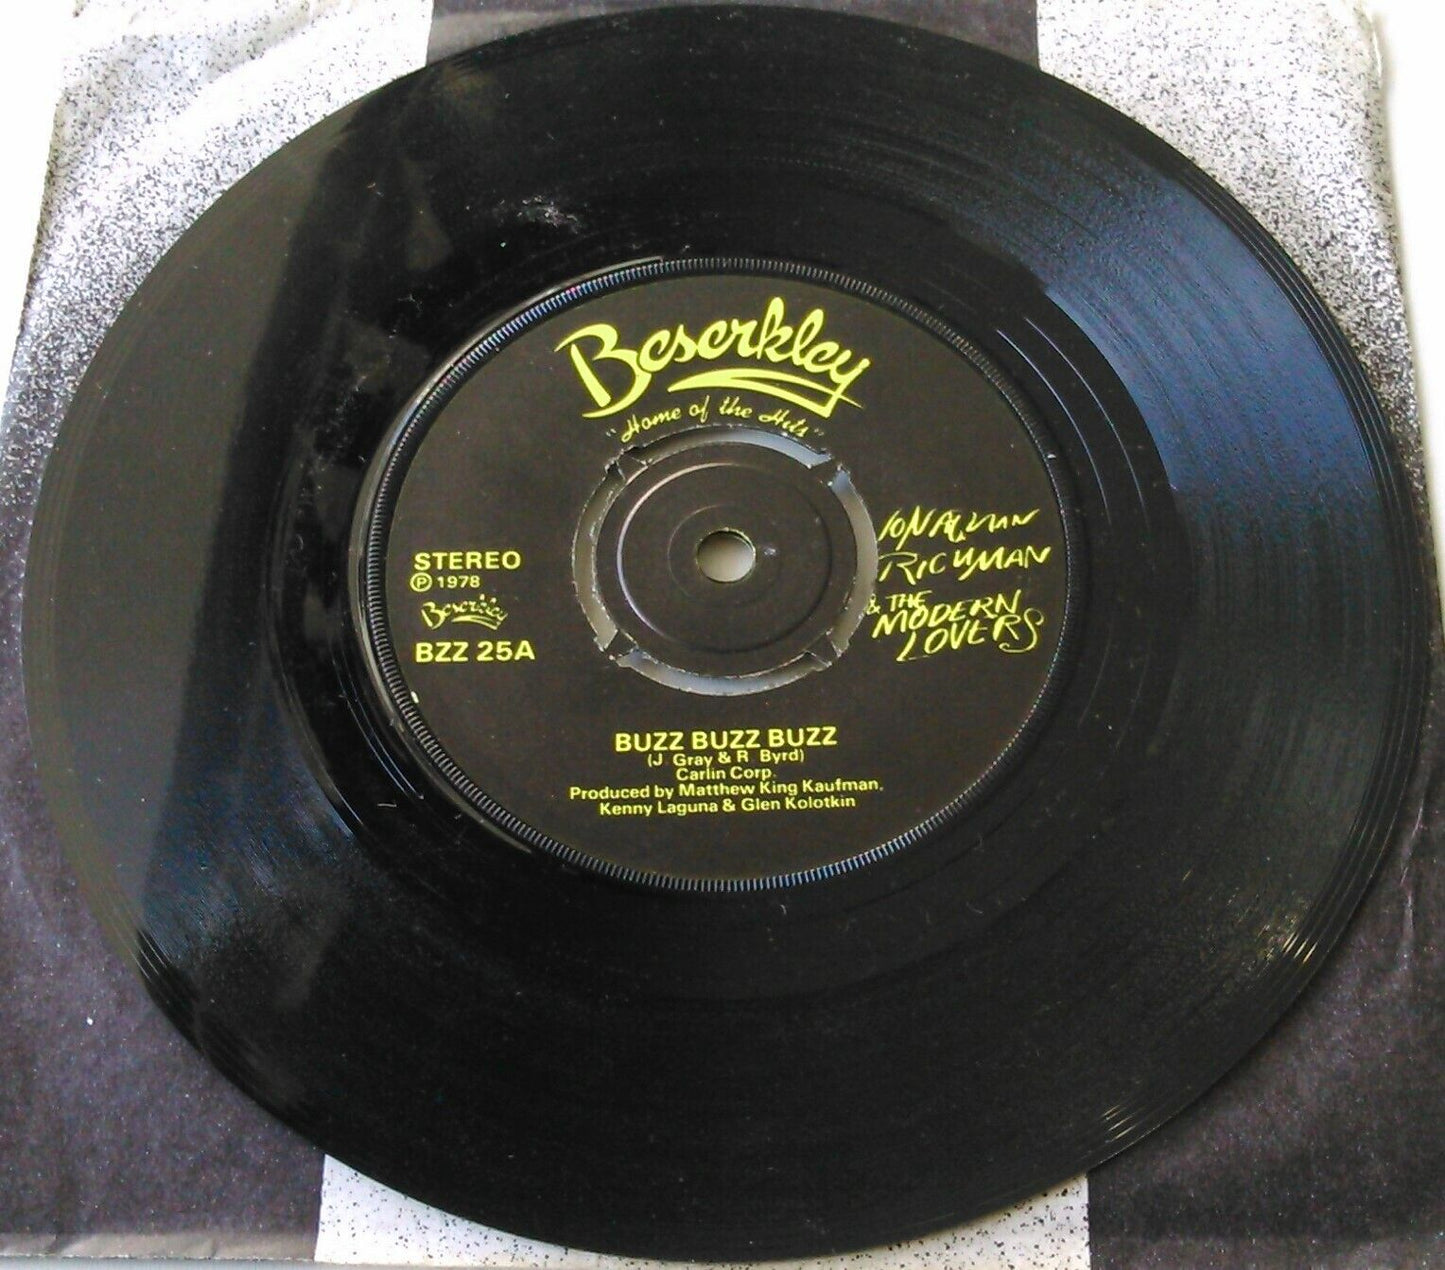 Beserkley
"Home of the Hits"
STEREO
Ⓟ 1978
Beserkley
BZZ 25A
JONATHAN
RICHMAN
& THE
MODERN
LOVERS
BUZZ BUZZ BUZZ
(J. Gray & R. Byrd)
Carlin Corp.
Produced by Matthew King Kaufman,
Kenny Laguna & Glen Kolotkin